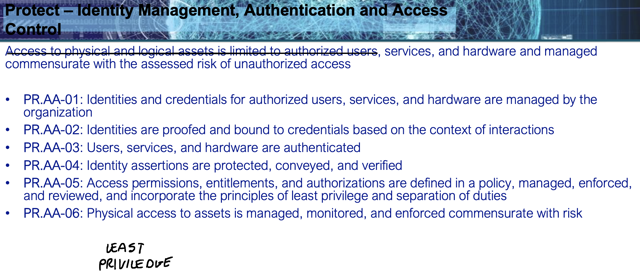 Protect – Identity Management, Authentication and Access
Control
Access to physical and logical assets is limited to authorized users, services, and hardware and managed
commensurate with the assessed risk of unauthorized access
• PR.AA-01: Identities and credentials for authorized users, services, and hardware are managed by the
organization
• PR.AA-02: Identities are proofed and bound to credentials based on the context of interactions
• PR.AA-03: Users, services, and hardware are authenticated
• PR.AA-04: Identity assertions are protected, conveyed, and verified
• PR.AA-05: Access permissions, entitlements, and authorizations are defined in a policy, managed, enforced,
and reviewed, and incorporate the principles of least privilege and separation of duties
• PR.AA-06: Physical access to assets is managed, monitored, and enforced commensurate with risk
LEAST
PRIVILEDGE